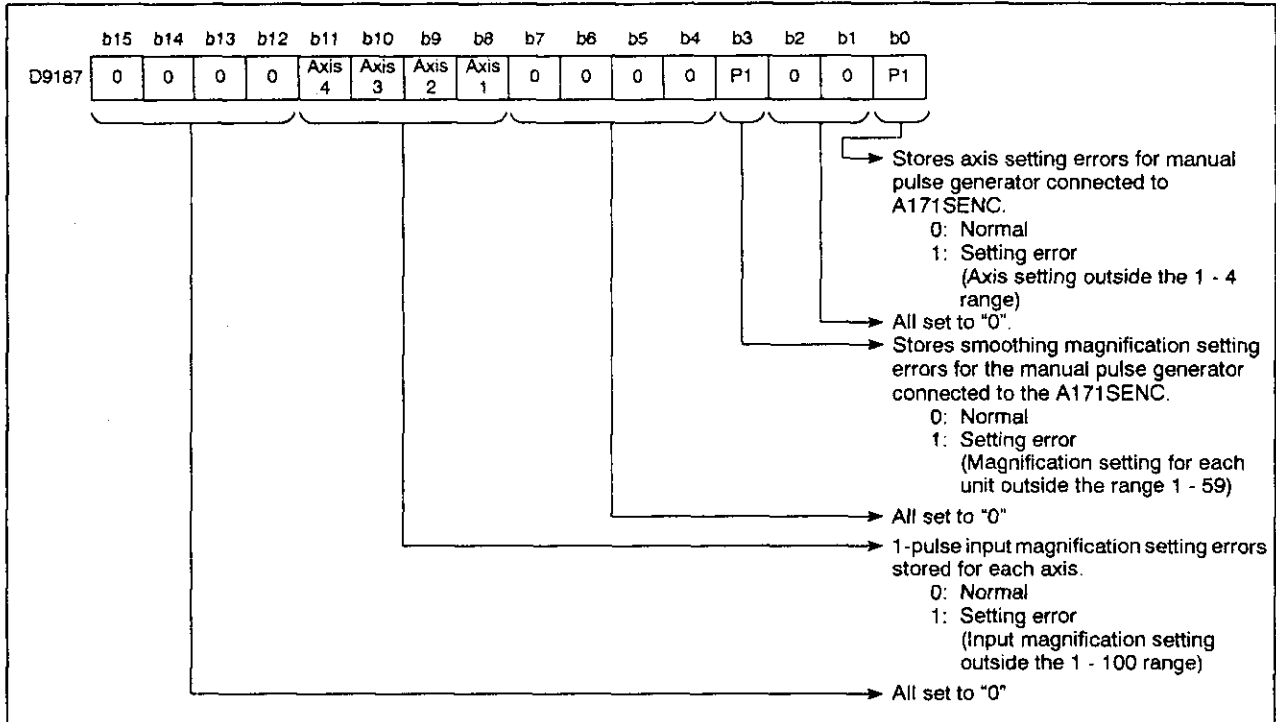 b15 b14 b13 b12 b11 b10 b9 b8 b7 b6 b5 b4 b3 b2 b1 b0
D9187 0 0 0 0 Axis 4 Axis 3 Axis 2 Axis 1 0 0 0 0 P1 0 0 P1
Stores axis setting errors for manual
pulse generator connected to
A171SENC.
0: Normal
1: Setting error
(Axis setting outside the 1 - 4
range)
All set to "0".
Stores smoothing magnification setting
errors for the manual pulse generator
connected to the A171SENC.
0: Normal
1: Setting error
(Magnification setting for each
unit outside the range 1 - 59)
All set to "0"
1-pulse input magnification setting errors
stored for each axis.
0: Normal
1: Setting error
(Input magnification setting
outside the 1 - 100 range)
All set to "0"